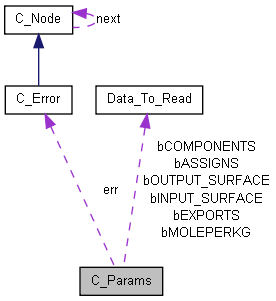 C_Node
next
C_Error
Data_To_Read
bCOMPONENTS
bASSIGNS
bOUTPUT_SURFACE
bINPUT_SURFACE
bEXPORTS
bMOLEPERKG
err
C_Params